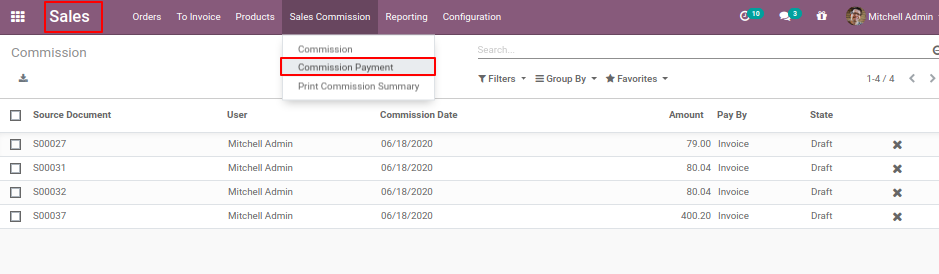 Sales Orders To Invoice Products Sales Commission Reporting Configuration 10 3 Mitchell Admin
Commission
Commission Payment
Print Commission Summary
Commission Search...
Filters Group By Favorites 1-4 / 4
Source Document User Commission Date Amount Pay By State
S00027 Mitchell Admin 06/18/2020 79.00 Invoice Draft
S00031 Mitchell Admin 06/18/2020 80.04 Invoice Draft
S00032 Mitchell Admin 06/18/2020 80.04 Invoice Draft
S00037 Mitchell Admin 06/18/2020 400.20 Invoice Draft